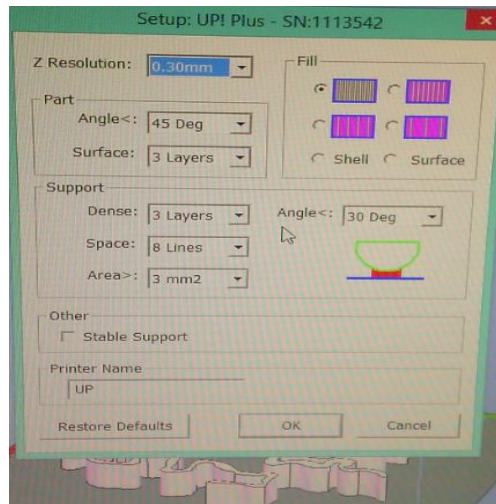 Setup: UP! Plus - SN:1113542
Z Resolution: 0.30mm
Fill
Part
Angle<: 45 Deg
Surface: 3 Layers
Shell Surface
Support
Dense: 3 Layers Angle<: 30 Deg
Space: 8 Lines
Area>: 3 mm2
Other
Stable Support
Printer Name
UP
Restore Defaults OK Cancel